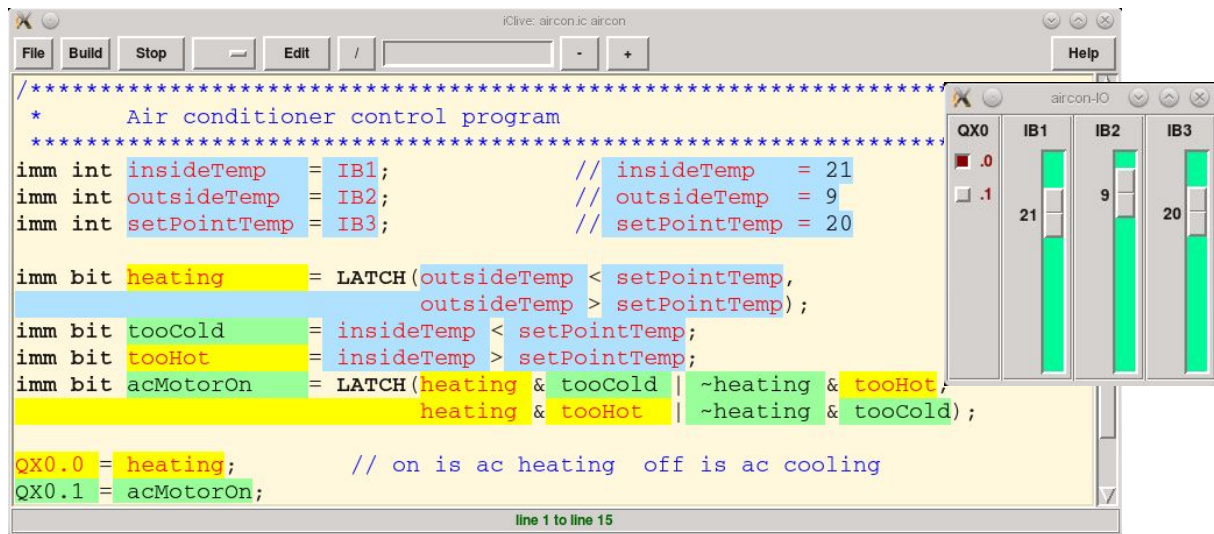 iClive: aircon.ic aircon
File Build Stop Edit / - + Help
/******************************************************************
* Air conditioner control program
******************************************************************
imm int insideTemp = IB1; // insideTemp = 21
imm int outsideTemp = IB2; // outsideTemp = 9
imm int setPointTemp = IB3; // setPointTemp = 20
imm bit heating = LATCH(outsideTemp < setPointTemp,
outsideTemp > setPointTemp);
imm bit tooCold = insideTemp < setPointTemp;
imm bit tooHot = insideTemp > setPointTemp;
imm bit acMotorOn = LATCH(heating & tooCold | ~heating & tooHot,
heating & tooHot | ~heating & tooCold);
QX0.0 = heating; // on is ac heating off is ac cooling
QX0.1 = acMotorOn;
line 1 to line 15
aircon-IO
QX0 IB1 IB2 IB3
.0
.1
21 9 20